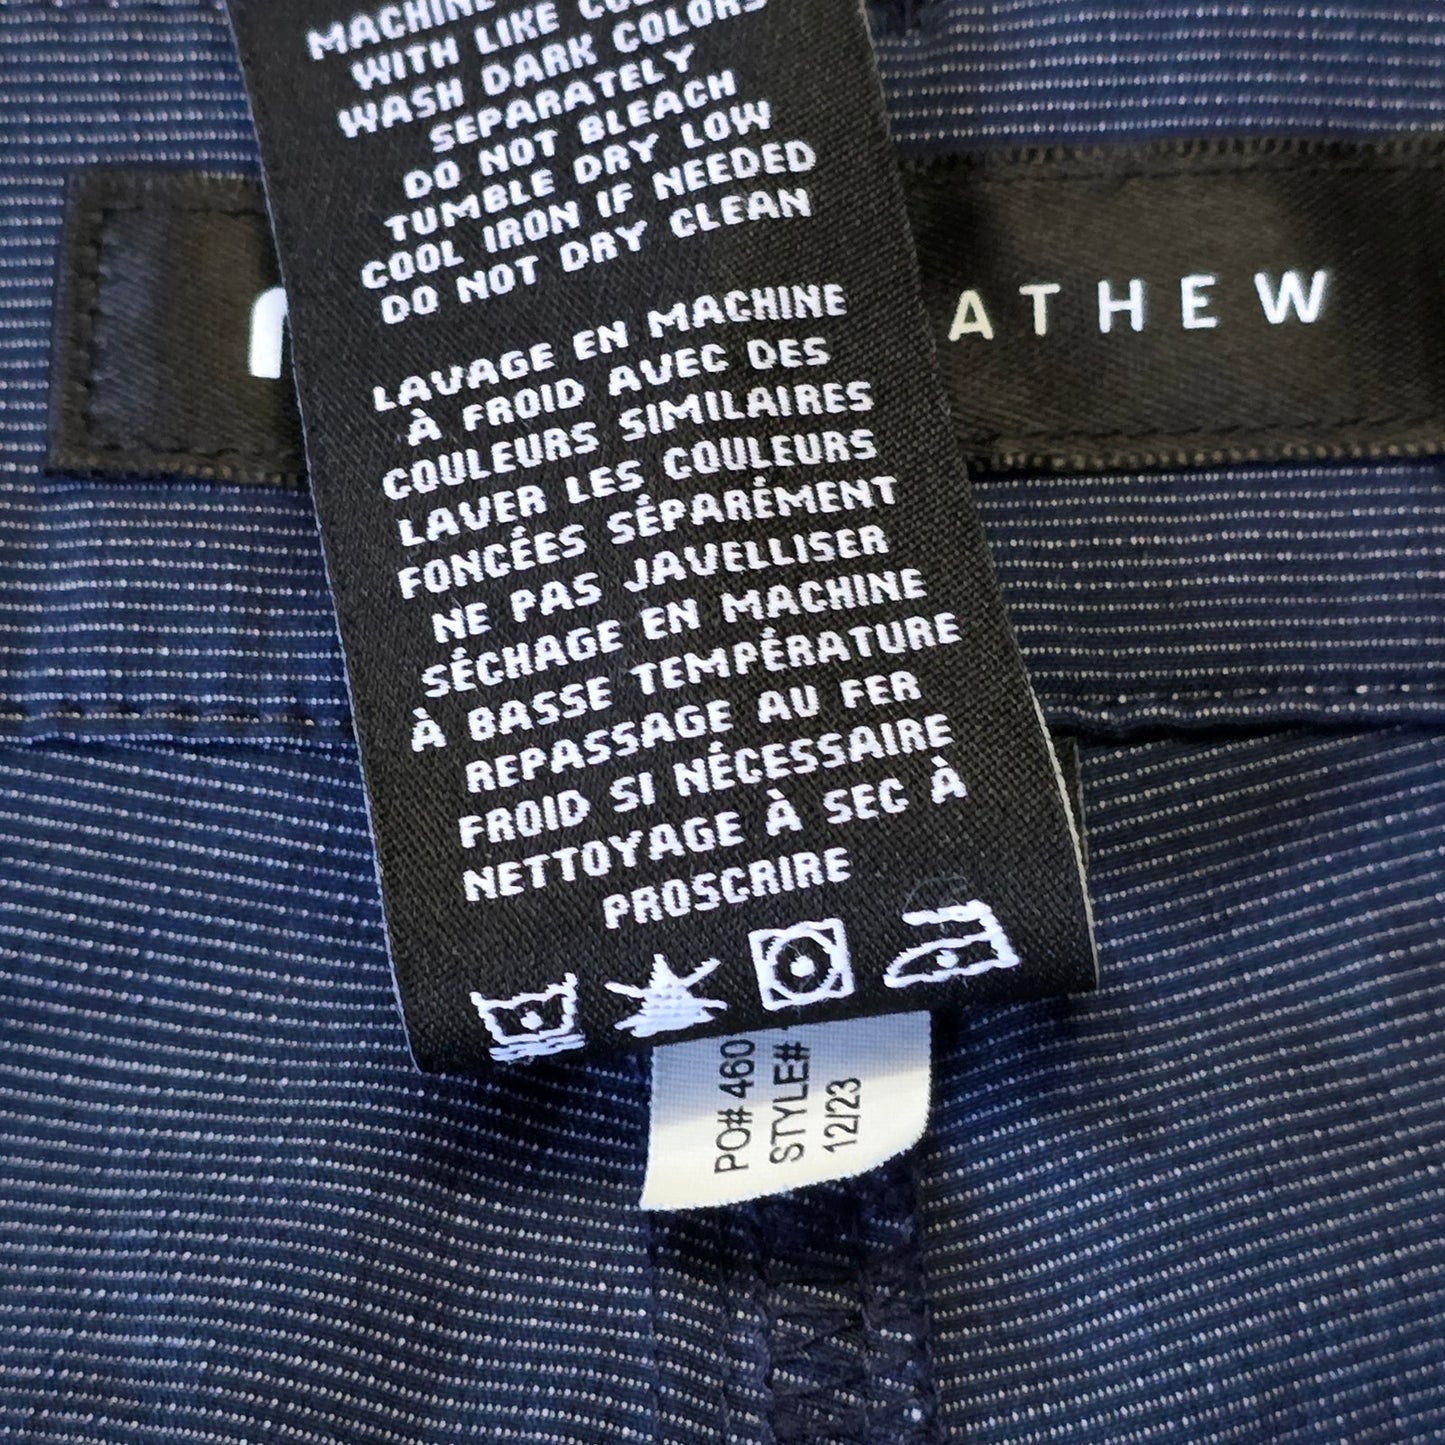 MACHINE
WITH LIKE
WASH DARK COLORS
SEPARATELY
DO NOT BLEACH
TUMBLE DRY LOW
COOL IRON IF NEEDED
DO NOT DRY CLEAN
LAVAGE EN MACHINE
À FROID AVEC DES
COULEURS SIMILAIRES
LAVER LES COULEURS
FONCÉES SÉPARÉMENT
NE PAS JAVELLISER
SÉCHAGE EN MACHINE
À BASSE TEMPÉRATURE
REPASSAGE AU FER
FROID SI NÉCESSAIRE
NETTOYAGE À SEC À
PROSCRIRE
ATHEW
PO# 460
STYLE#
12/23